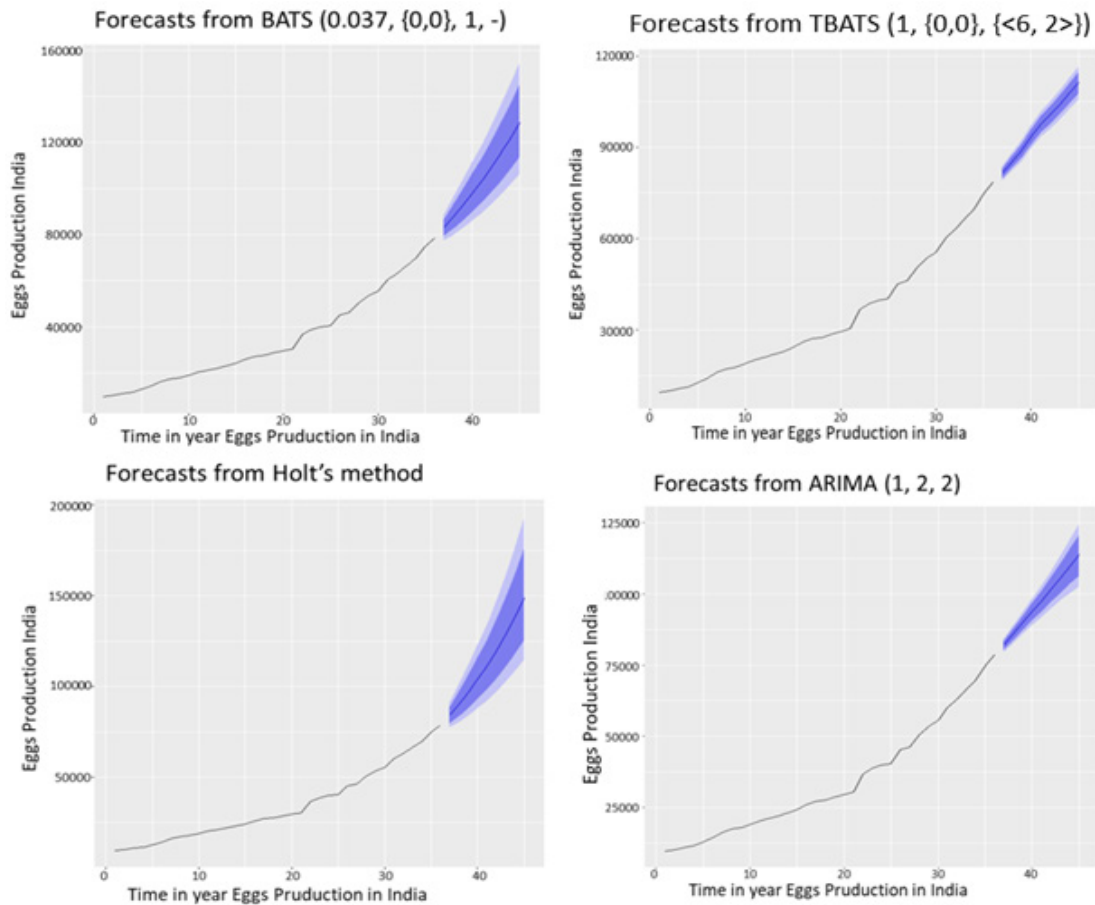 Forecasts from BATS (0.037, {0,0}, 1, -)
160000
120000
80000
40000
Eggs Production India
0 10 20 30 40
Time in year Eggs Pruduction in India
Forecasts from TBATS (1, {0,0}, {<6, 2>})
120000
90000
60000
30000
Eggs Production India
0 10 20 30 40
Time in year Eggs Pruduction in India
Forecasts from Holt's method
200000
150000
100000
50000
Eggs Production India
0 10 20 30 40
Time in year Eggs Pruduction in India
Forecasts from ARIMA (1, 2, 2)
125000
00000
75000
50000
25000
Eggs Production India
0 10 20 30 40
Time in year Eggs Pruduction in India